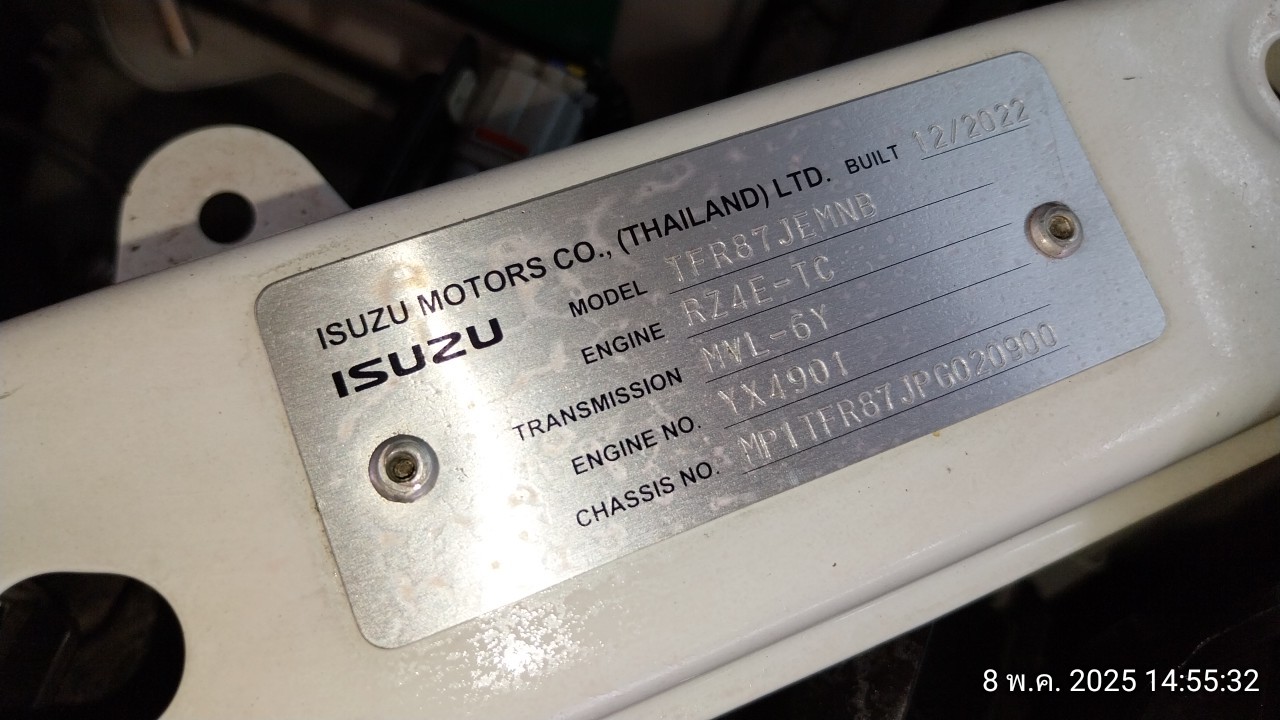 ISUZU MOTORS CO., (THAILAND) LTD. BUILT 12/2022
ISUZU
MODEL TFR87JEMNB
ENGINE RZ4E-TC
TRANSMISSION MVL-6Y
ENGINE NO. YX4901
CHASSIS NO. MP1TFR87JPG020900
8 พ.ค. 2025 14:55:32